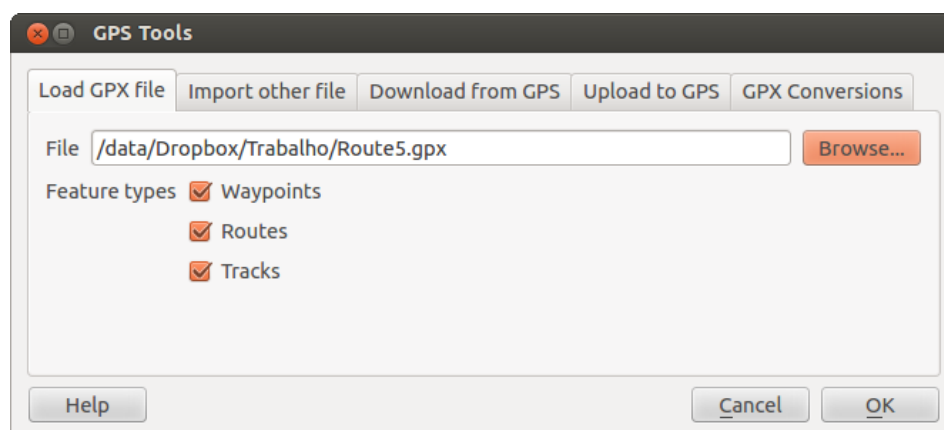 GPS Tools
Load GPX file Import other file Download from GPS Upload to GPS GPX Conversions
File /data/Dropbox/Trabalho/Route5.gpx Browse...
Feature types Waypoints
Routes
Tracks
Help Cancel OK